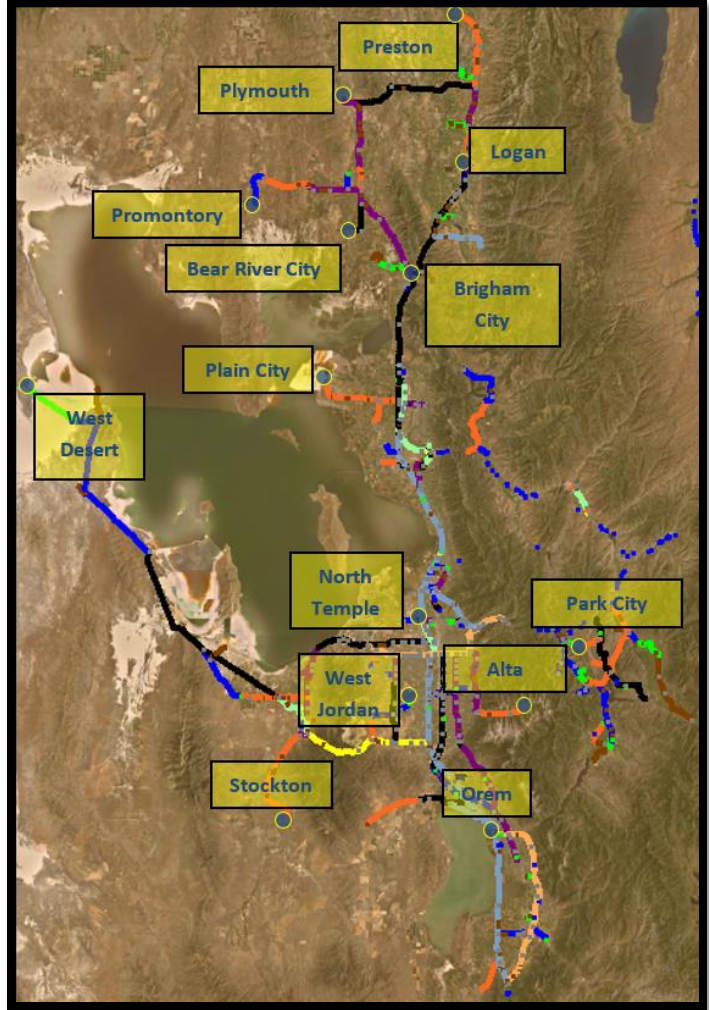 Preston
Plymouth
Logan
Promontory
Bear River City
Brigham
City
Plain City
West
Desert
North
Temple
Park City
West
Jordan
Alta
Stockton
Orem